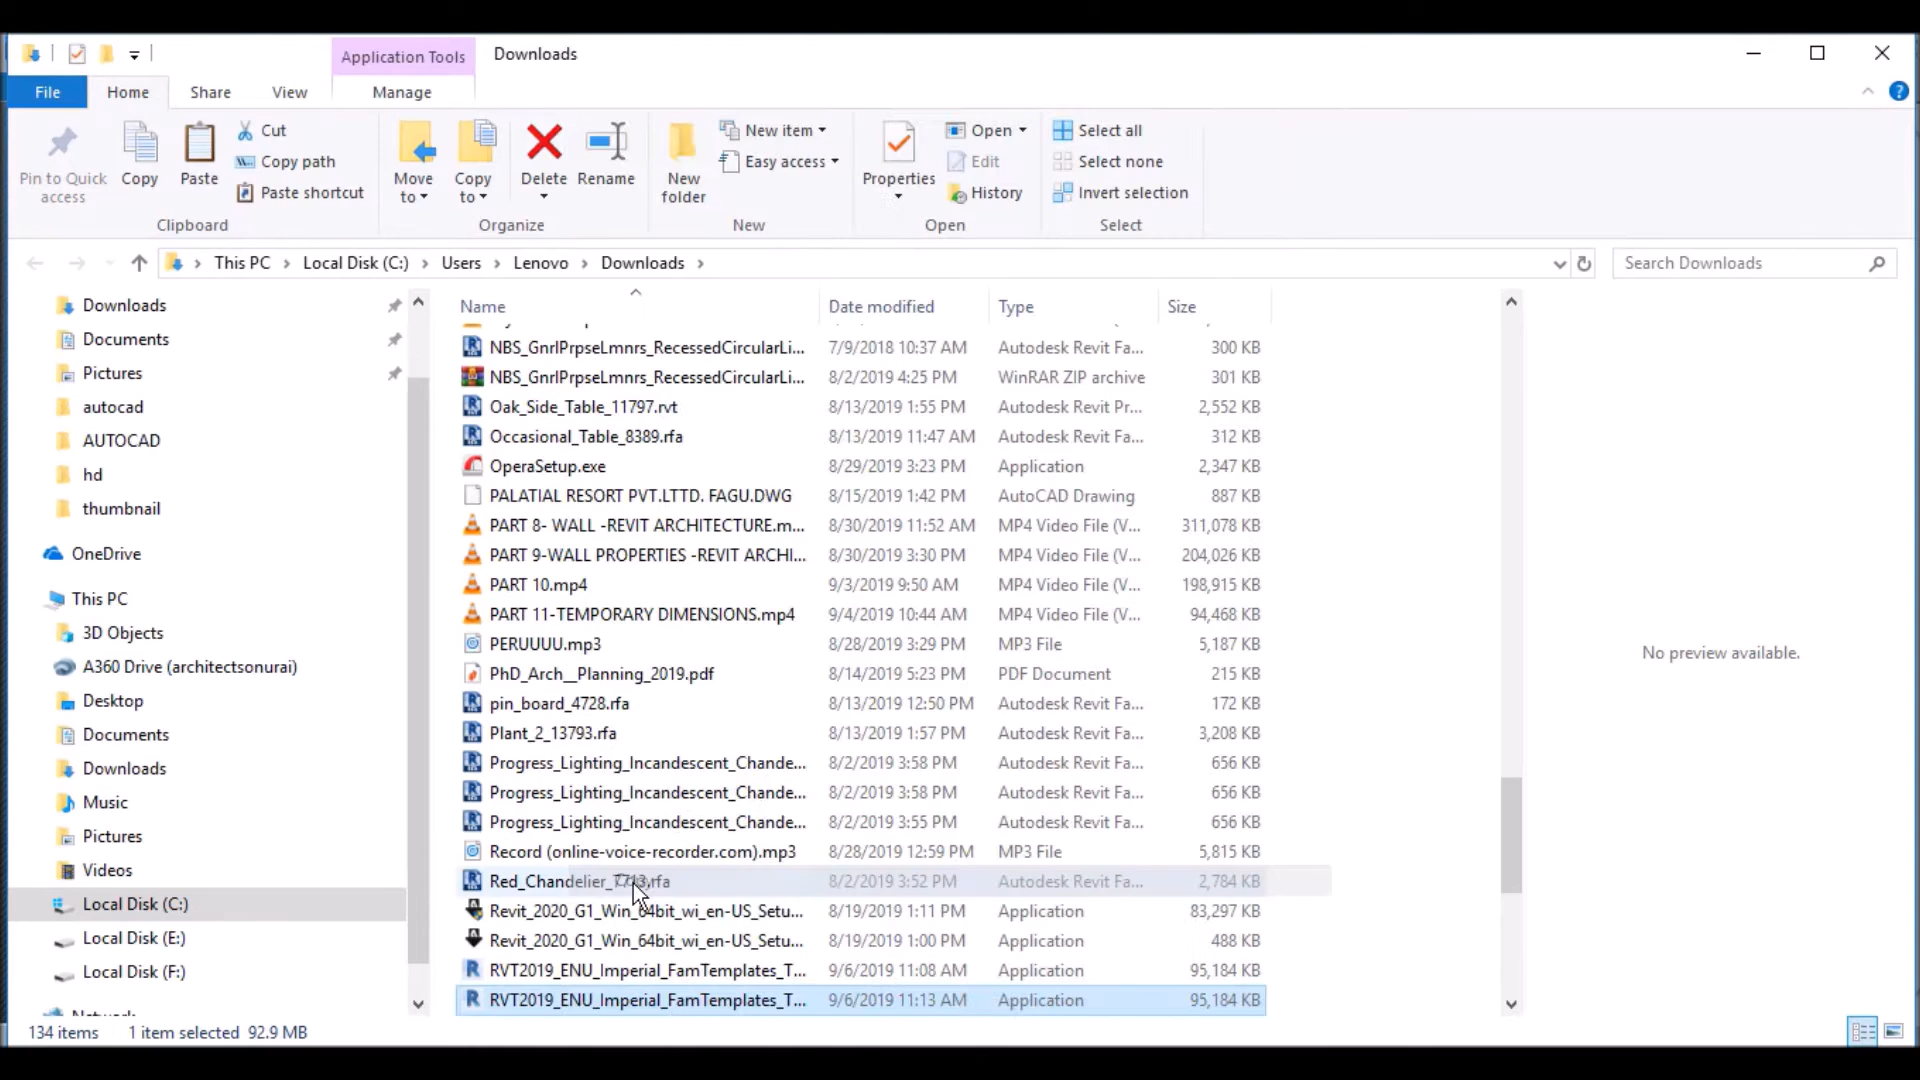 Application Tools
Downloads
File
Home
Share
View
Manage
Pin to Quick
access
Copy
Paste
Cut
Copy path
Paste shortcut
Clipboard
Move
to
Copy
to
Delete
Rename
Organize
New
folder
New item
Easy access
New
Properties
Open
Edit
History
Open
Select all
Select none
Invert selection
Select
This PC > Local Disk (C:) > Users > Lenovo > Downloads >
Search Downloads
Downloads
Documents
Pictures
autocad
AUTOCAD
hd
thumbnail
OneDrive
This PC
3D Objects
A360 Drive (architectsonurai)
Desktop
Documents
Downloads
Music
Pictures
Videos
Local Disk (C:)
Local Disk (E:)
Local Disk (F:)
Network
Name Date modified Type Size
NBS_GnrlPrpseLmnrs_RecessedCircularLi... 7/9/2018 10:37 AM Autodesk Revit Fa... 300 KB
NBS_GnrlPrpseLmnrs_RecessedCircularLi... 8/2/2019 4:25 PM WinRAR ZIP archive 301 KB
Oak_Side_Table_11797.rvt 8/13/2019 1:55 PM Autodesk Revit Pr... 2,552 KB
Occasional_Table_8389.rfa 8/13/2019 11:47 AM Autodesk Revit Fa... 312 KB
OperaSetup.exe 8/29/2019 3:23 PM Application 2,347 KB
PALATIAL RESORT PVT.LTTD. FAGU.DWG 8/15/2019 1:42 PM AutoCAD Drawing 887 KB
PART 8- WALL -REVIT ARCHITECTURE.m... 8/30/2019 11:52 AM MP4 Video File (V... 311,078 KB
PART 9-WALL PROPERTIES -REVIT ARCHI... 8/30/2019 3:30 PM MP4 Video File (V... 204,026 KB
PART 10.mp4 9/3/2019 9:50 AM MP4 Video File (V... 198,915 KB
PART 11-TEMPORARY DIMENSIONS.mp4 9/4/2019 10:44 AM MP4 Video File (V... 94,468 KB
PERUUUU.mp3 8/28/2019 3:29 PM MP3 File 5,187 KB
PhD_Arch__Planning_2019.pdf 8/14/2019 5:23 PM PDF Document 215 KB
pin_board_4728.rfa 8/13/2019 12:50 PM Autodesk Revit Fa... 172 KB
Plant_2_13793.rfa 8/13/2019 1:57 PM Autodesk Revit Fa... 3,208 KB
Progress_Lighting_Incandescent_Chande... 8/2/2019 3:58 PM Autodesk Revit Fa... 656 KB
Progress_Lighting_Incandescent_Chande... 8/2/2019 3:58 PM Autodesk Revit Fa... 656 KB
Progress_Lighting_Incandescent_Chande... 8/2/2019 3:55 PM Autodesk Revit Fa... 656 KB
Record (online-voice-recorder.com).mp3 8/28/2019 12:59 PM MP3 File 5,815 KB
8/2/2019 3:52 PM Autodesk Revit Fa... 2,784 KB
Revit_2020_G1_Win_64bit_wi_en-US_Setu... 8/19/2019 1:11 PM Application 83,297 KB
Revit_2020_G1_Win_64bit_wi_en-US_Setu... 8/19/2019 1:00 PM Application 488 KB
RVT2019_ENU_Imperial_FamTemplates_T... 9/6/2019 11:08 AM Application 95,184 KB
RVT2019_ENU_Imperial_FamTemplates_T... 9/6/2019 11:13 AM Application 95,184 KB
No preview available.
134 items 1 item selected 92.9 MB